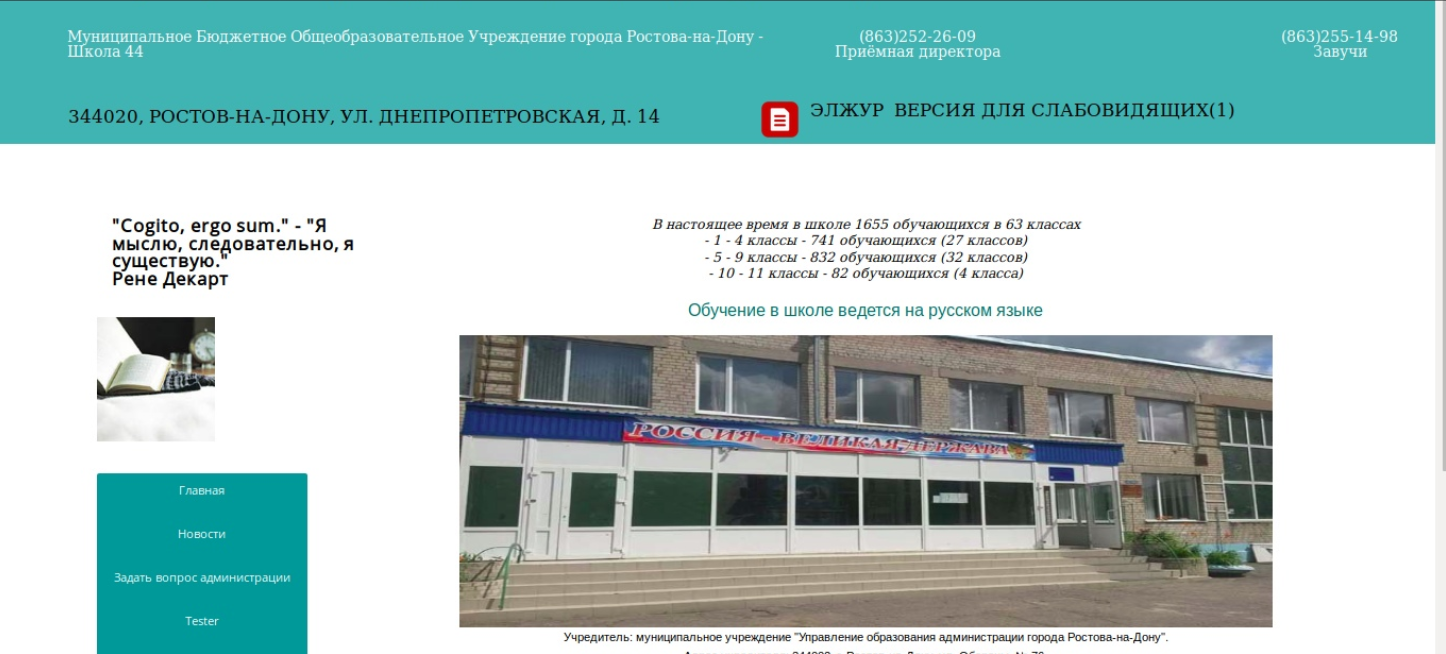 Муниципальное Бюджетное Общеобразовательное Учреждение города Ростова-на-Дону -
Школа 44
(863)252-26-09
Приёмная директора
(863)255-14-98
Завучи
344020, РОСТОВ-НА-ДОНУ, УЛ. ДНЕПРОПЕТРОВСКАЯ, Д. 14
ЭЛЖУР ВЕРСИЯ ДЛЯ СЛАБОВИДЯЩИХ(1)
"Cogito, ergo sum." - "Я
мыслю, следовательно, я
существую."
Рене Декарт
Главная
Новости
Задать вопрос администрации
Tester
В настоящее время в школе 1655 обучающихся в 63 классах
- 1 - 4 классы - 741 обучающихся (27 классов)
- 5 - 9 классы - 832 обучающихся (32 классов)
- 10 - 11 классы - 82 обучающихся (4 класса)
Обучение в школе ведется на русском языке
РОССИЯ - ВЕЛИКАЯ ДЕРЖАВА
Учредитель: муниципальное учреждение "Управление образования администрации города Ростова-на-Дону".